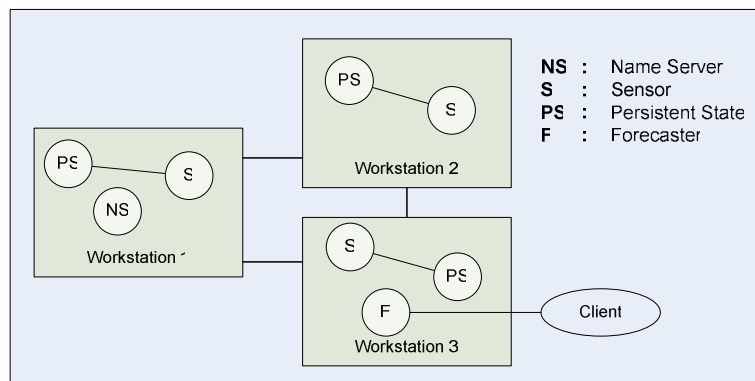 PS
S
NS
Workstation 1
PS
S
Workstation 2
S
PS
F
Workstation 3
Client
NS : Name Server
S : Sensor
PS : Persistent State
F : Forecaster